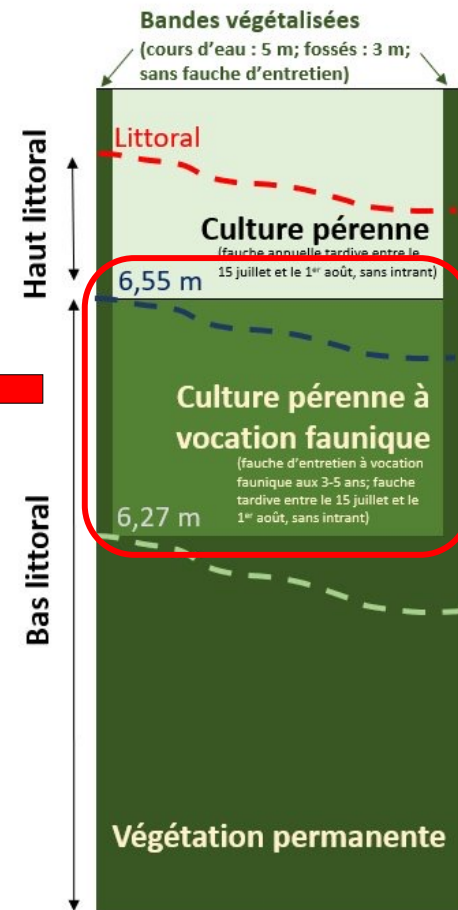 Bandes végétalisées
(cours d’eau : 5 m; fossés : 3 m;
sans fauche d’entretien)
Haut littoral
Littoral
Culture pérenne
(fauche annuelle tardive entre le
15 juillet et le 1er août, sans intrant)
6,55 m
Bas littoral
Culture pérenne à
vocation faunique
(fauche d’entretien à vocation
faunique aux 3-5 ans; fauche
tardive entre le 15 juillet et le
1er août, sans intrant)
6,27 m
Végétation permanente